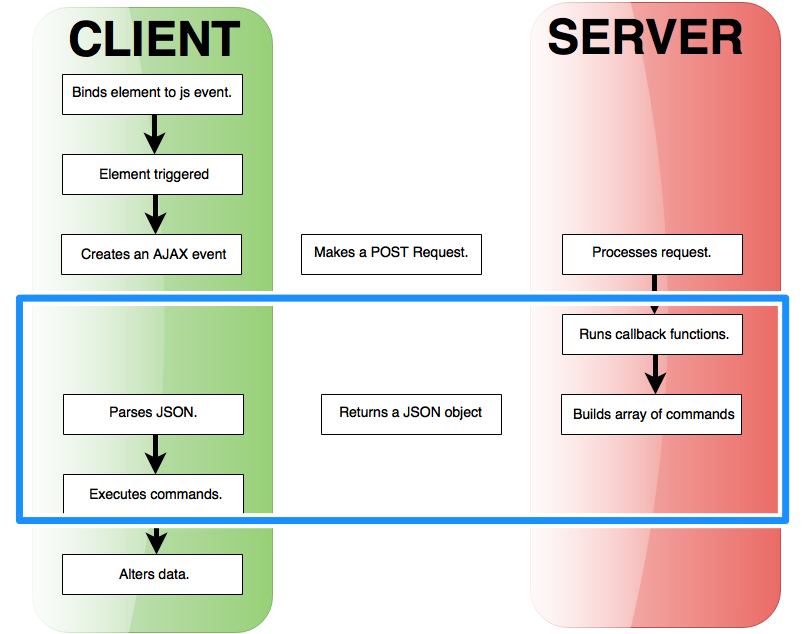 CLIENT
SERVER
Binds element to js event.
Element triggered
Creates an AJAX event
Makes a POST Request.
Processes request.
Runs callback functions.
Parses JSON.
Returns a JSON object
Builds array of commands
Executes commands.
Alters data.